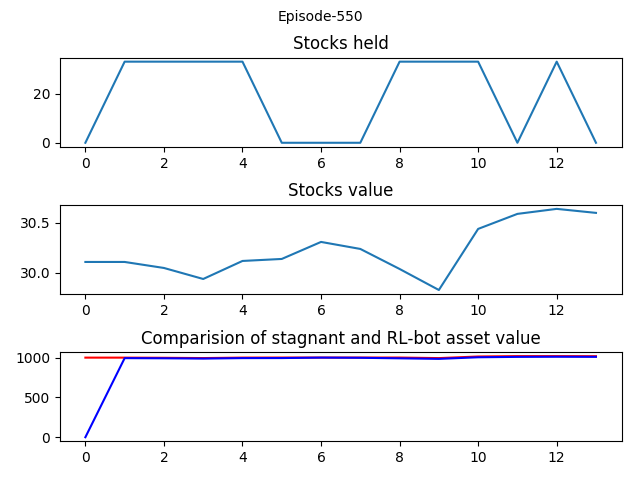 Episode-550
Stocks held
20
0
0 2 4 6 8 10 12
Stocks value
30.5
30.0
0 2 4 6 8 10 12
Comparision of stagnant and RL-bot asset value
1000
500
0
0 2 4 6 8 10 12